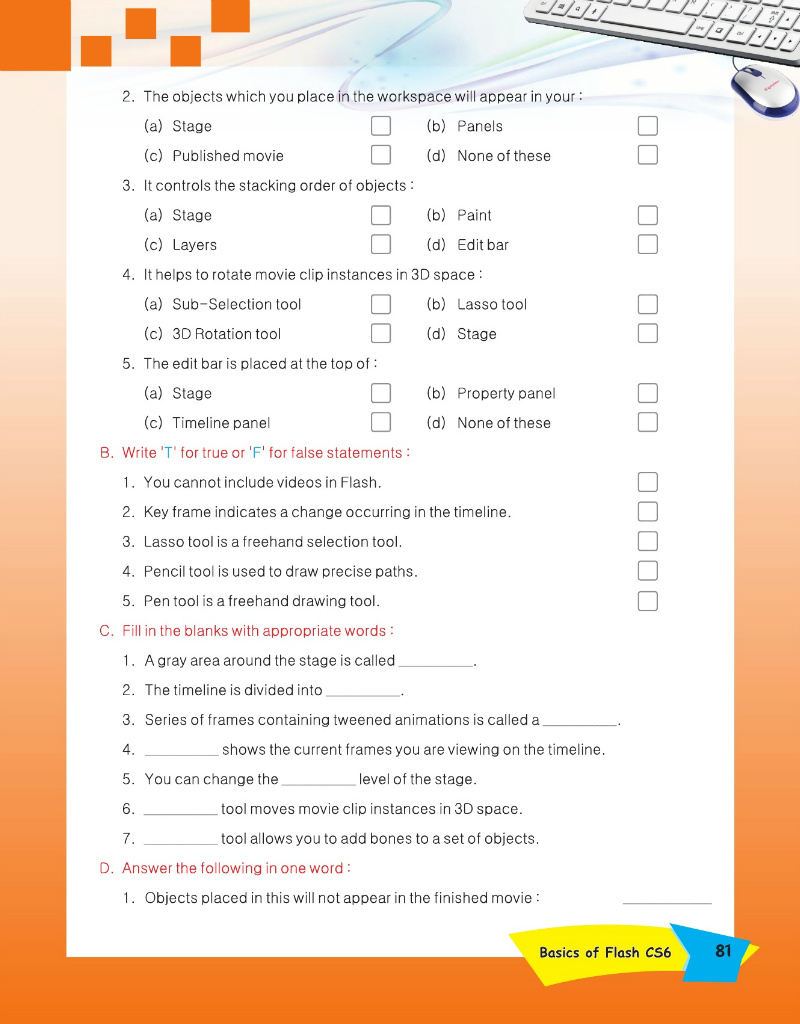 2. The objects which you place in the workspace will appear in your :
(a) Stage (b) Panels
(c) Published movie (d) None of these
3. It controls the stacking order of objects :
(a) Stage (b) Paint
(c) Layers (d) Edit bar
4. It helps to rotate movie clip instances in 3D space :
(a) Sub-Selection tool (b) Lasso tool
(c) 3D Rotation tool (d) Stage
5. The edit bar is placed at the top of :
(a) Stage (b) Property panel
(c) Timeline panel (d) None of these
B. Write 'T' for true or 'F' for false statements :
1. You cannot include videos in Flash.
2. Key frame indicates a change occurring in the timeline.
3. Lasso tool is a freehand selection tool.
4. Pencil tool is used to draw precise paths.
5. Pen tool is a freehand drawing tool.
C. Fill in the blanks with appropriate words :
1. A gray area around the stage is called __________.
2. The timeline is divided into __________.
3. Series of frames containing tweened animations is called a __________.
4. __________ shows the current frames you are viewing on the timeline.
5. You can change the __________ level of the stage.
6. __________ tool moves movie clip instances in 3D space.
7. __________ tool allows you to add bones to a set of objects.
D. Answer the following in one word :
1. Objects placed in this will not appear in the finished movie : ____________
Basics of Flash CS6 81